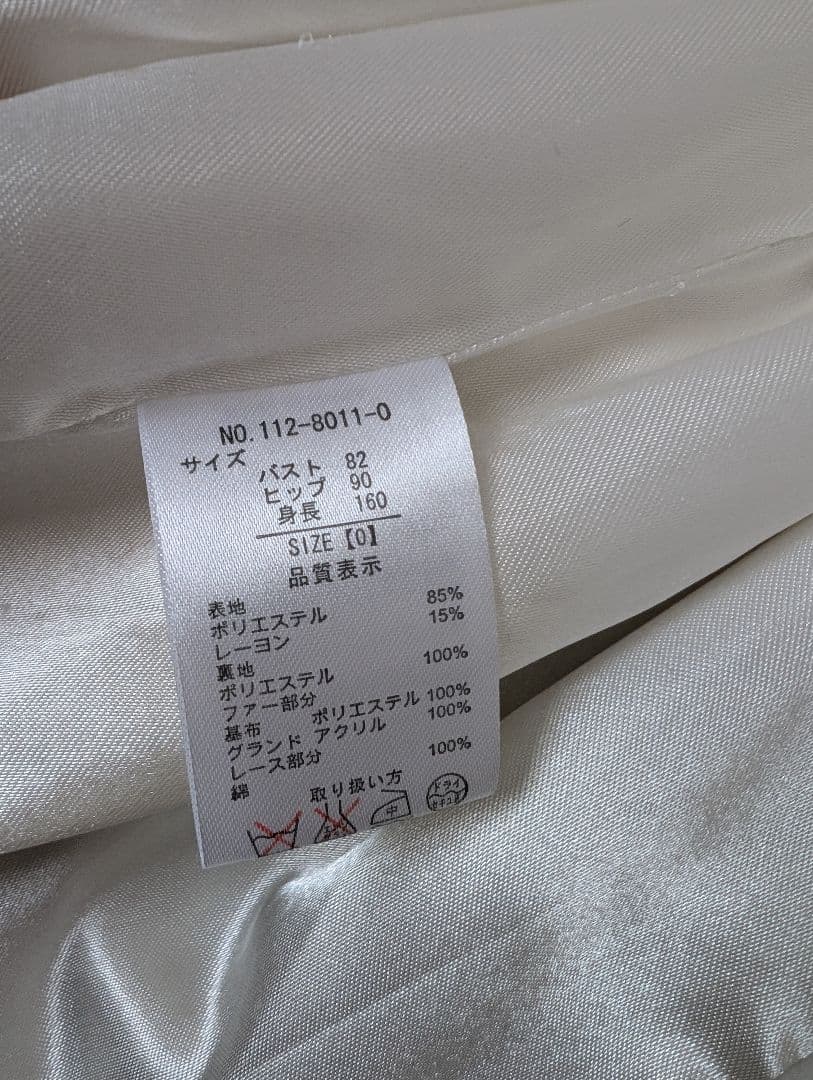 NO.112-8011-0
サイズ
バスト 82
ヒップ 90
身長 160
SIZE【0】
品質表示
表地
ポリエステル 85%
レーヨン 15%
裏地
ポリエステル 100%
ファー部分
基布 ポリエステル 100%
グランド アクリル 100%
レース部分
綿 100%
取り扱い方
中
ドライ